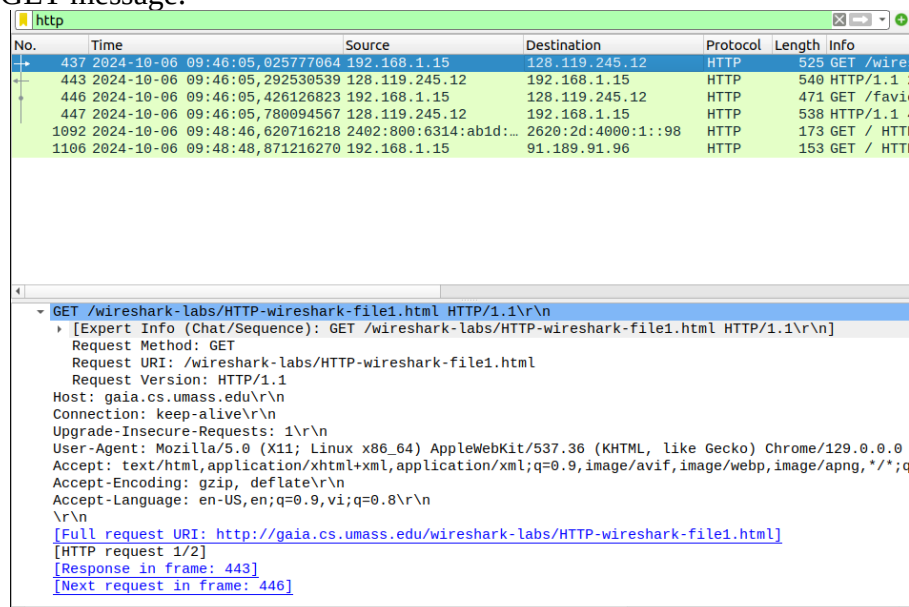 GET message.
http
No. Time Source Destination Protocol Length Info
437 2024-10-06 09:46:05,025777064 192.168.1.15 128.119.245.12 HTTP 525 GET /wire
443 2024-10-06 09:46:05,292530539 128.119.245.12 192.168.1.15 HTTP 540 HTTP/1.1
446 2024-10-06 09:46:05,426126823 192.168.1.15 128.119.245.12 HTTP 471 GET /favi
447 2024-10-06 09:46:05,780094567 128.119.245.12 192.168.1.15 HTTP 538 HTTP/1.1
1092 2024-10-06 09:48:46,620716218 2402:800:6314:ab1d:… 2620:2d:4000:1::98 HTTP 173 GET / HTT
1106 2024-10-06 09:48:48,871216270 192.168.1.15 91.189.91.96 HTTP 153 GET / HTT
GET /wireshark-labs/HTTP-wireshark-file1.html HTTP/1.1\r\n
[Expert Info (Chat/Sequence): GET /wireshark-labs/HTTP-wireshark-file1.html HTTP/1.1\r\n]
Request Method: GET
Request URI: /wireshark-labs/HTTP-wireshark-file1.html
Request Version: HTTP/1.1
Host: gaia.cs.umass.edu\r\n
Connection: keep-alive\r\n
Upgrade-Insecure-Requests: 1\r\n
User-Agent: Mozilla/5.0 (X11; Linux x86_64) AppleWebKit/537.36 (KHTML, like Gecko) Chrome/129.0.0.0
Accept: text/html,application/xhtml+xml,application/xml;q=0.9,image/avif,image/webp,image/apng,*/*;q
Accept-Encoding: gzip, deflate\r\n
Accept-Language: en-US,en;q=0.9,vi;q=0.8\r\n
\r\n
[Full request URI: http://gaia.cs.umass.edu/wireshark-labs/HTTP-wireshark-file1.html]
[HTTP request 1/2]
[Response in frame: 443]
[Next request in frame: 446]